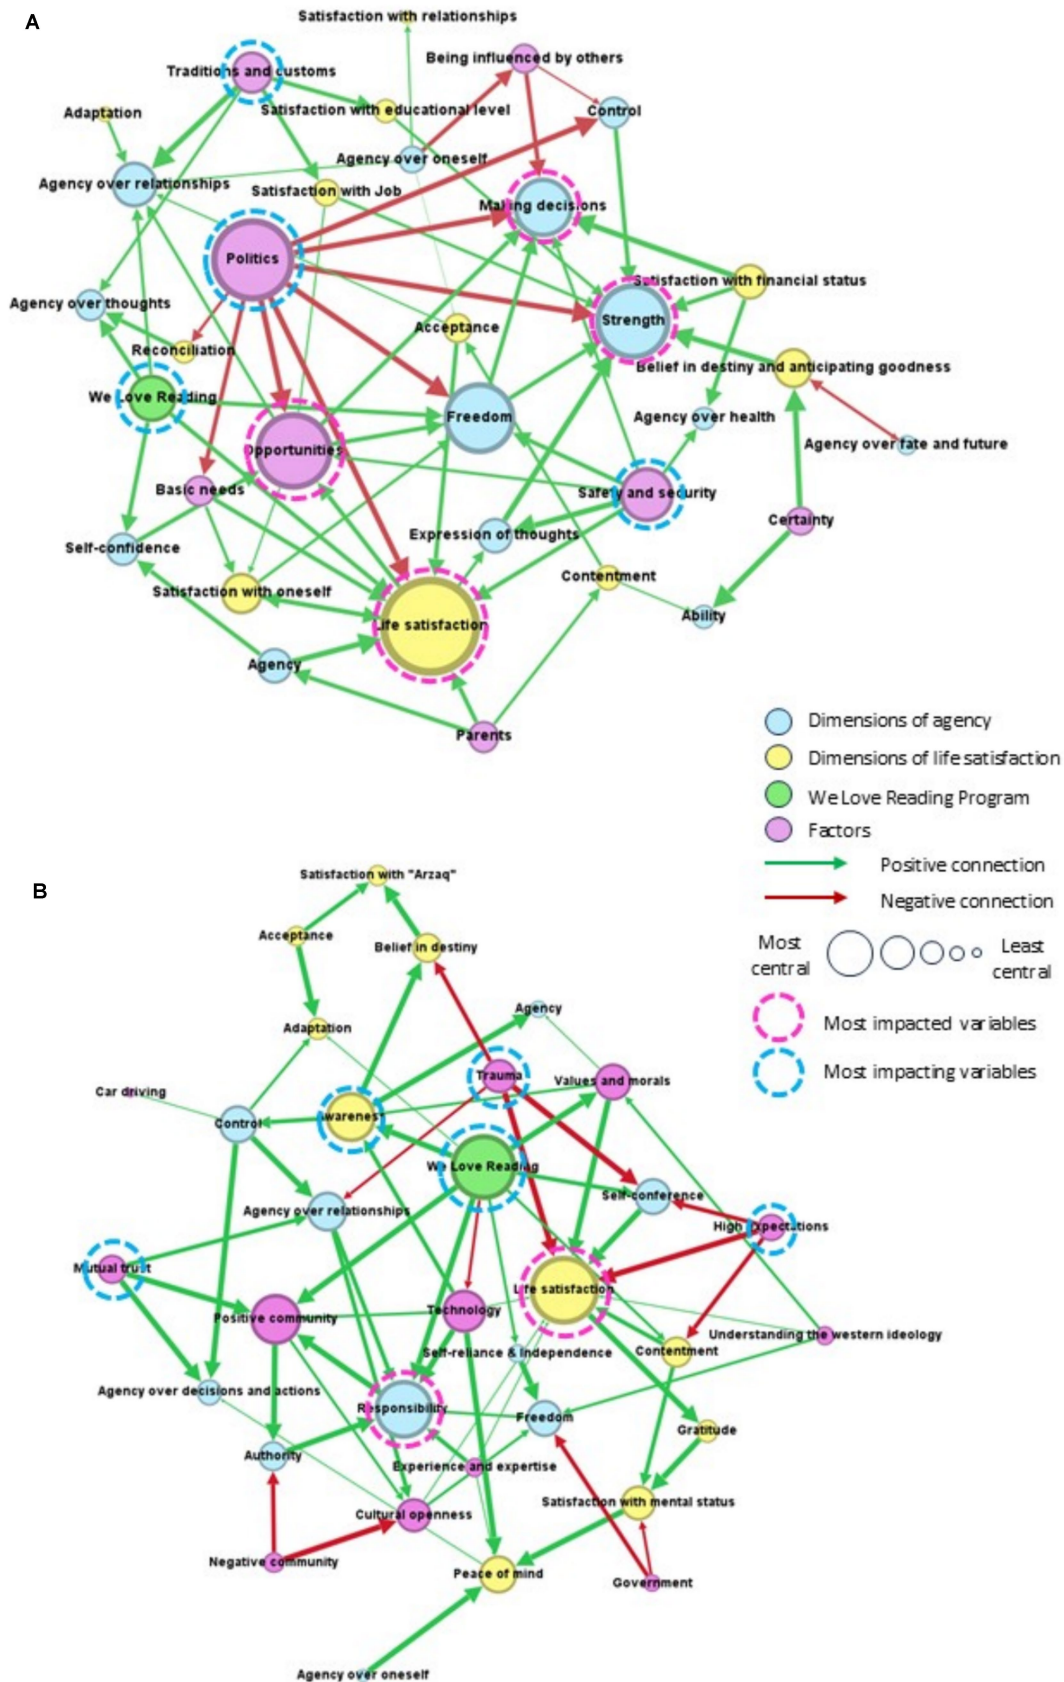 A
Satisfaction with relationships
Being influenced by others
Traditions and customs
Satisfaction with educational level
Control
Adaptation
Agency over oneself
Agency over relationships
Satisfaction with Job
Making decisions
Politics
Satisfaction with financial status
Agency over thoughts
Strength
Acceptance
Reconciliation
Belief in destiny and anticipating goodness
We Love Reading
Freedom
Agency over health
Agency over fate and future
Opportunities
Basic needs
Safety and security
Certainty
Expression of thoughts
Self-confidence
Contentment
Satisfaction with oneself
Ability
Life satisfaction
Agency
Parents
Dimensions of agency
Dimensions of life satisfaction
We Love Reading Program
Factors
Positive connection
Negative connection
Most central
Least central
Most impacted variables
Most impacting variables
B
Satisfaction with "Arzaq"
Acceptance
Belief in destiny
Agency
Adaptation
Trauma
Values and morals
Car driving
Control
Awareness
We Love Reading
Self-conference
Agency over relationships
High Expectations
Mutual trust
Life satisfaction
Positive community
Technology
Understanding the western ideology
Self-reliance & Independence
Contentment
Agency over decisions and actions
Responsibility
Freedom
Gratitude
Authority
Experience and expertise
Satisfaction with mental status
Cultural openness
Negative community
Peace of mind
Government
Agency over oneself